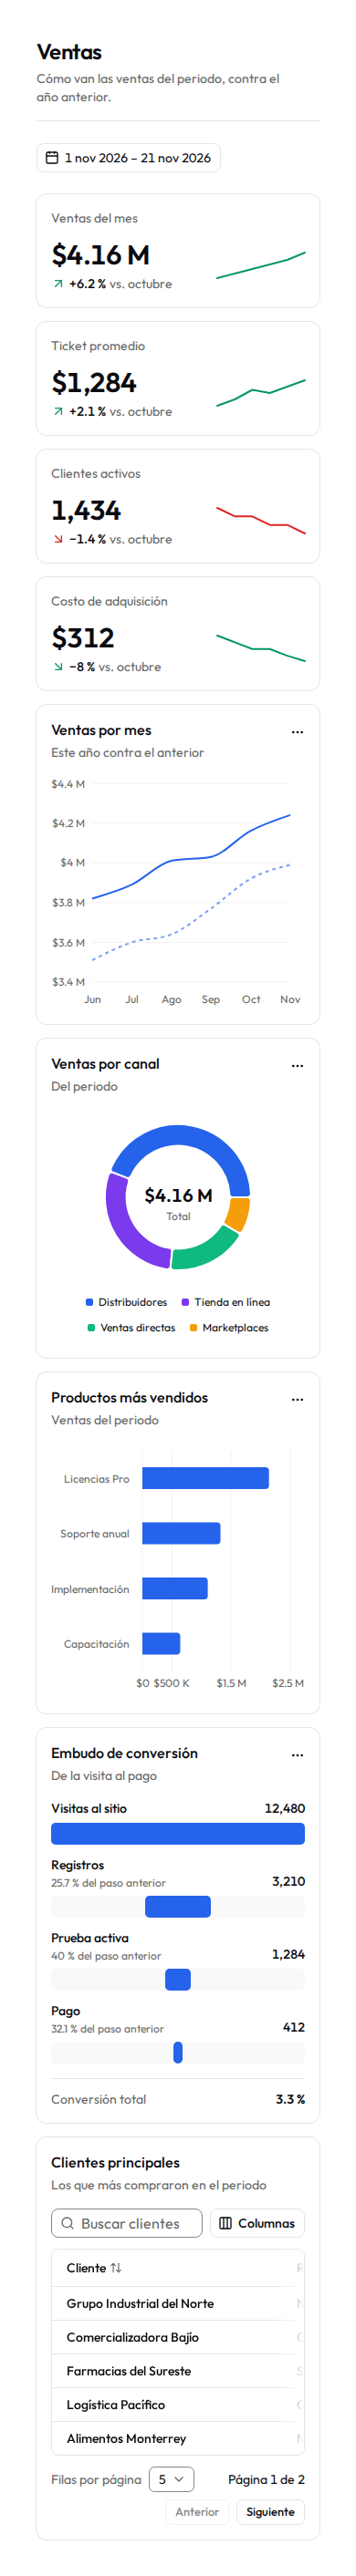 Ventas
Cómo van las ventas del periodo, contra el
año anterior.
1 nov 2026 – 21 nov 2026
Ventas del mes
$4.16 M
+6.2 % vs. octubre
Ticket promedio
$1,284
+2.1 % vs. octubre
Clientes activos
1,434
−1.4 % vs. octubre
Costo de adquisición
$312
−8 % vs. octubre
Ventas por mes
Este año contra el anterior
$4.4 M
$4.2 M
$4 M
$3.8 M
$3.6 M
$3.4 M
Jun Jul Ago Sep Oct Nov
Ventas por canal
Del periodo
$4.16 M
Total
Distribuidores Tienda en línea
Ventas directas Marketplaces
Productos más vendidos
Ventas del periodo
Licencias Pro
Soporte anual
Implementación
Capacitación
$0 $500 K $1.5 M $2.5 M
Embudo de conversión
De la visita al pago
Visitas al sitio 12,480
Registros
25.7 % del paso anterior 3,210
Prueba activa
40 % del paso anterior 1,284
Pago
32.1 % del paso anterior 412
Conversión total 3.3 %
Clientes principales
Los que más compraron en el periodo
Buscar clientes Columnas
Cliente
Grupo Industrial del Norte
Comercializadora Bajío
Farmacias del Sureste
Logística Pacífico
Alimentos Monterrey
Filas por página 5 Página 1 de 2
Anterior Siguiente